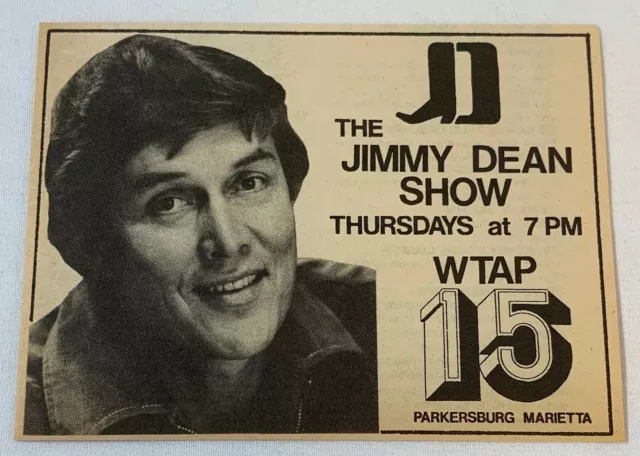 JD
THE
JIMMY DEAN
SHOW
THURSDAYS at 7 PM
WTAP
15
PARKERSBURG MARIETTA